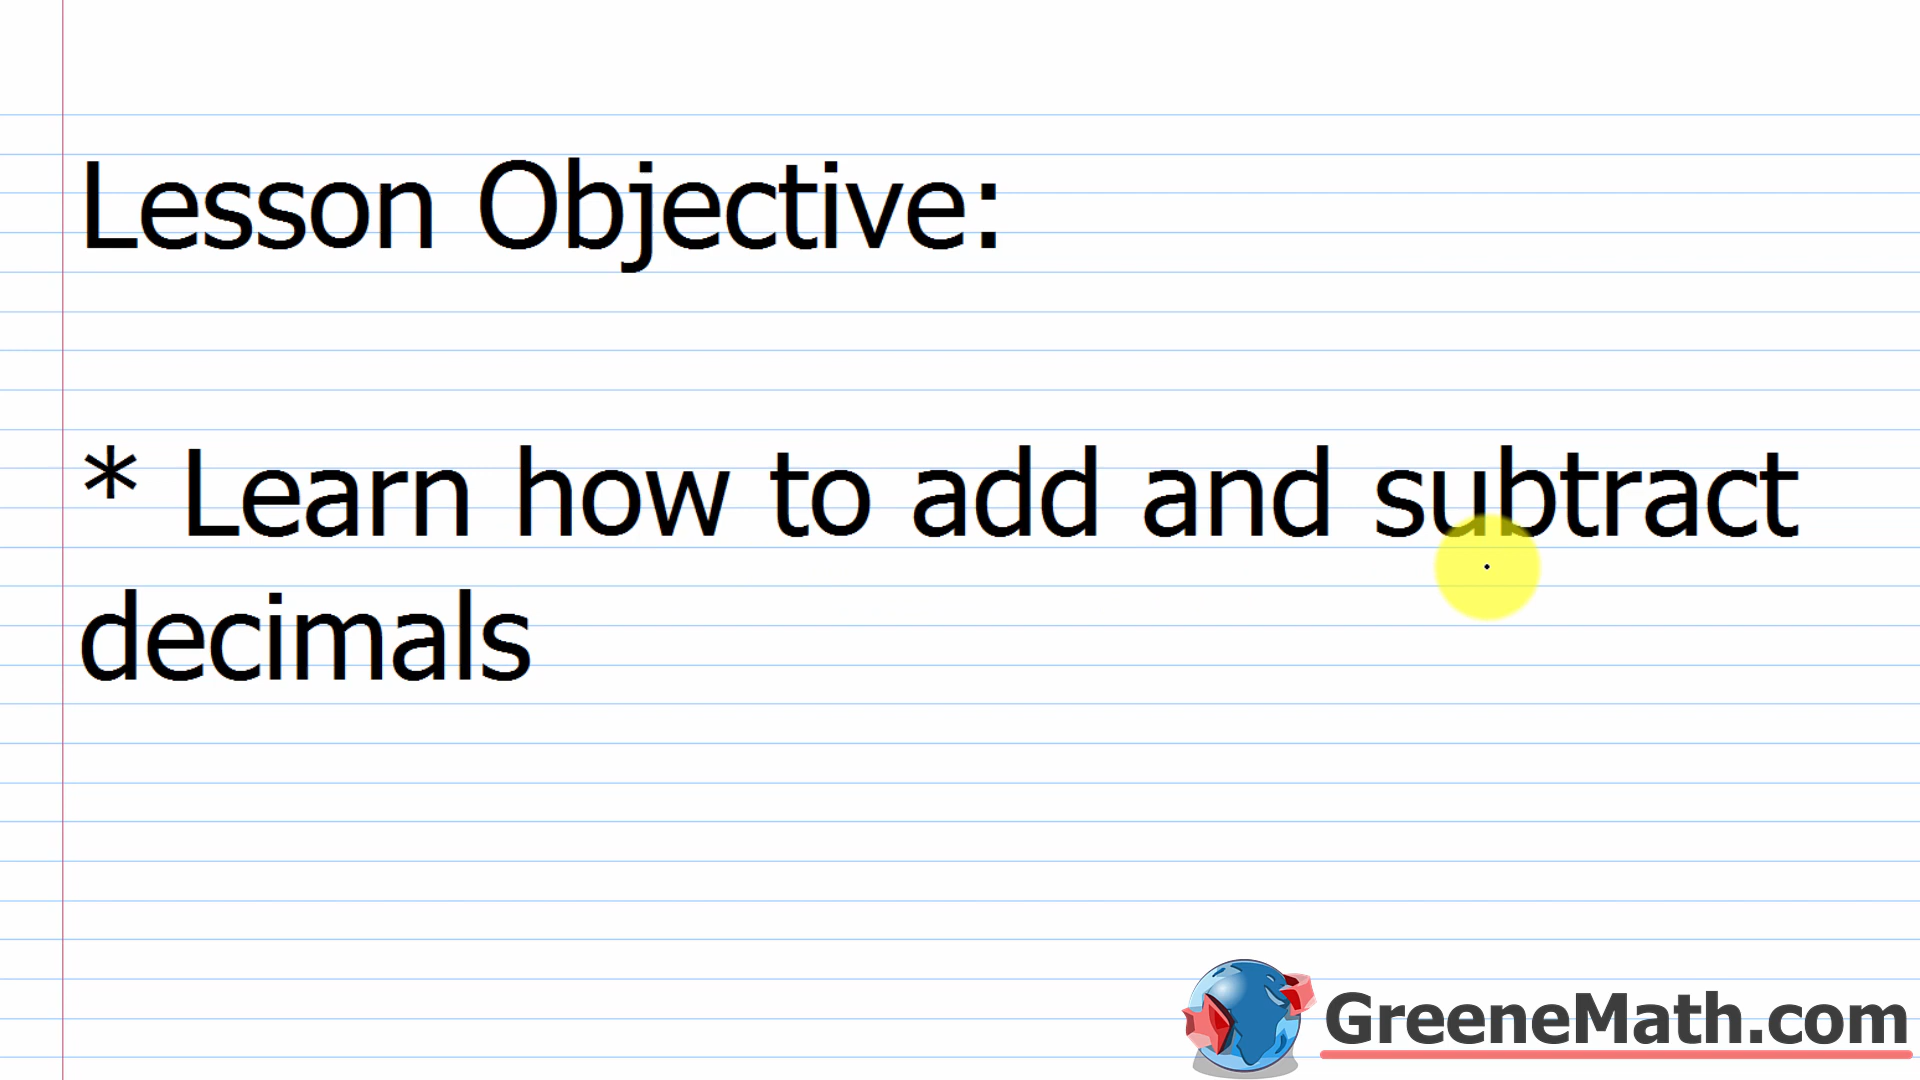 Lesson Objective:
* Learn how to add and subtract
decimals
GreeneMath.com